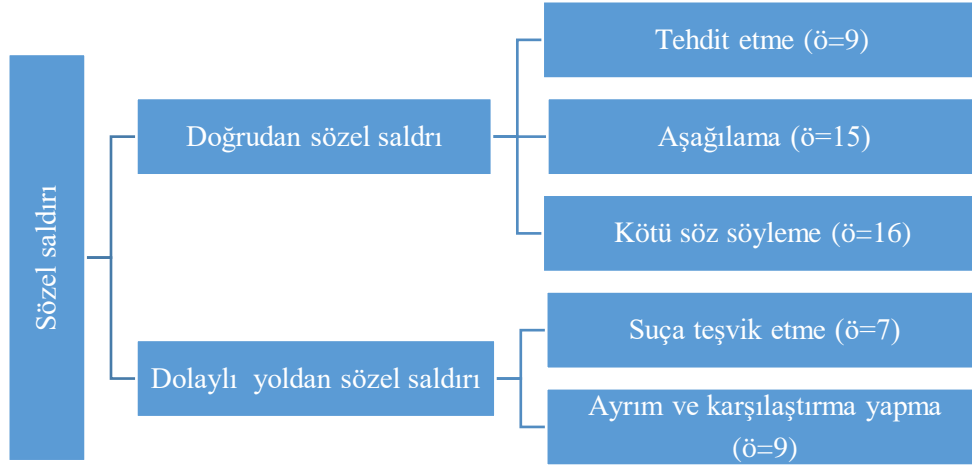 Sözel saldırı
Doğrudan sözel saldrı
Tehdit etme (ö=9)
Aşağılama (ö=15)
Kötü söz söyleme (ö=16)
Dolaylı yoldan sözel saldırı
Suça teşvik etme (ö=7)
Ayrım ve karşılaştırma yapma
(ö=9)